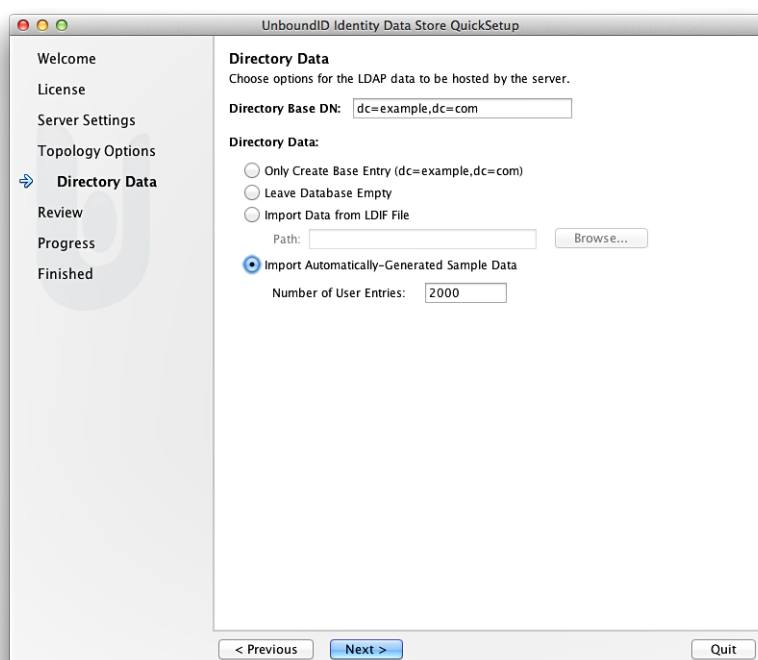 UnboundID Identity Data Store QuickSetup
Welcome
License
Server Settings
Topology Options
Directory Data
Review
Progress
Finished
Directory Data
Choose options for the LDAP data to be hosted by the server.
Directory Base DN: dc=example,dc=com
Directory Data:
Only Create Base Entry (dc=example,dc=com)
Leave Database Empty
Import Data from LDIF File
Path: Browse...
Import Automatically-Generated Sample Data
Number of User Entries: 2000
< Previous Next > Quit